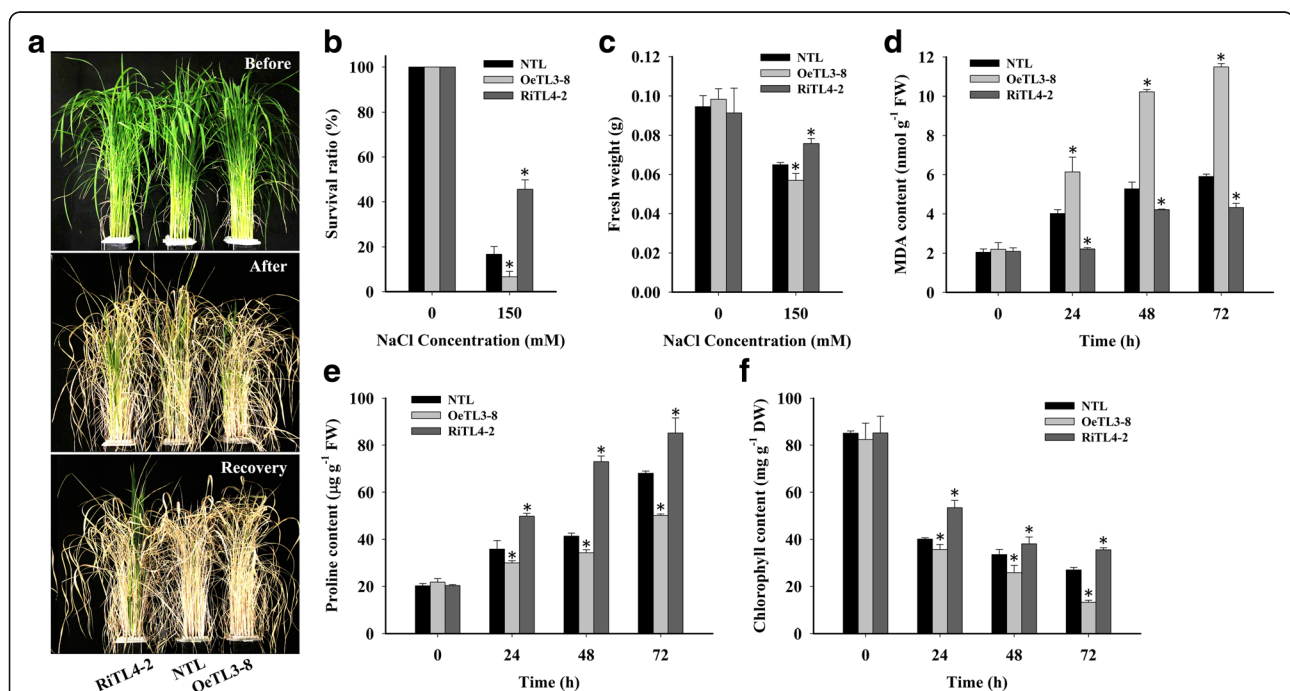 a
Before
After
Recovery
RiTL4-2
NTL
OeTL3-8
b
Survival ratio (%)
100
80
60
40
20
0
NTL
OeTL3-8
RiTL4-2
*
*
0
150
NaCl Concentration (mM)
c
Fresh weight (g)
0.12
0.10
0.08
0.06
0.04
0.02
0.00
NTL
OeTL3-8
RiTL4-2
*
*
0
150
NaCl Concentration (mM)
d
MDA content (nmol g⁻¹ FW)
12
10
8
6
4
2
0
NTL
OeTL3-8
RiTL4-2
*
*
*
*
*
*
0
24
48
72
Time (h)
e
Proline content (µg g⁻¹ FW)
100
80
60
40
20
0
NTL
OeTL3-8
RiTL4-2
*
*
*
*
*
*
0
24
48
72
Time (h)
f
Chlorophyll content (mg g⁻¹ DW)
100
80
60
40
20
0
NTL
OeTL3-8
RiTL4-2
*
*
*
*
*
*
0
24
48
72
Time (h)